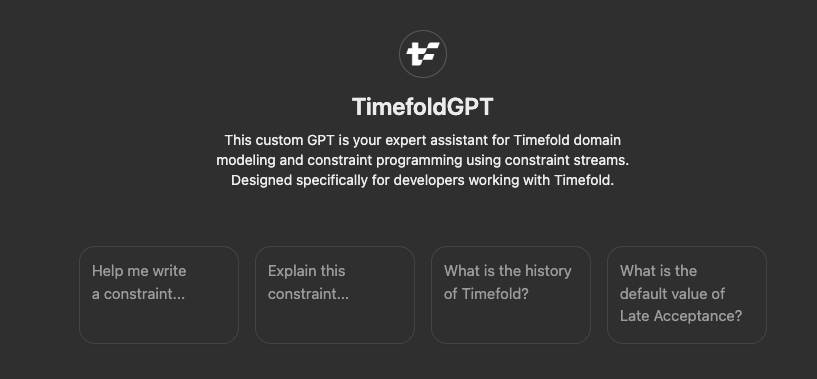 TimefoldGPT
This custom GPT is your expert assistant for Timefold domain
modeling and constraint programming using constraint streams.
Designed specifically for developers working with Timefold.
Help me write
a constraint...
Explain this
constraint...
What is the history
of Timefold?
What is the
default value of
Late Acceptance?